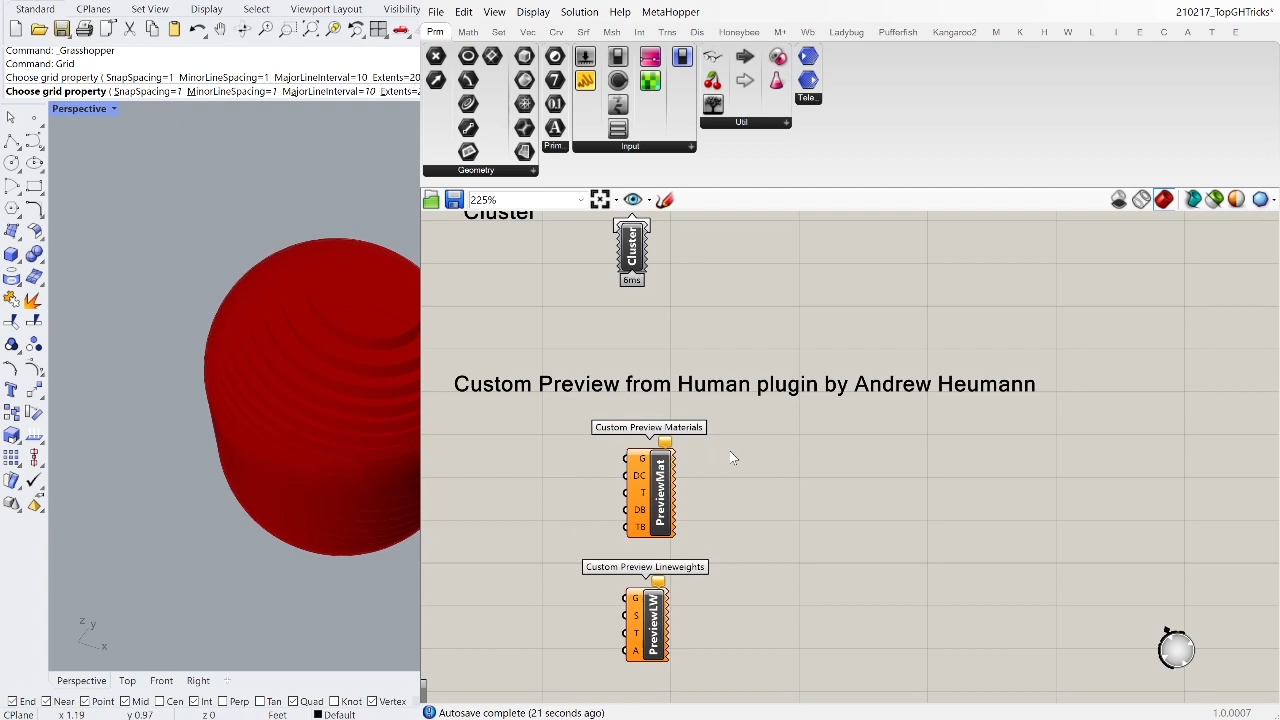 Standard CPlanes Set View Display Select Viewport Layout Visibility
Command: _Grasshopper
Command: Grid
Choose grid property ( SnapSpacing=1 MinorLineSpacing=1 MajorLineInterval=10 Extents=20
Choose grid property ( SnapSpacing=1 MinorLineSpacing=1 MajorLineInterval=10 Extents=2
Perspective
z
y
x
Perspective Top Front Right
End Near Point Mid Cen Int Perp Tan Quad Knot Vertex
CPlane x 1.19 y 0.97 z 0 Feet Default
File Edit View Display Solution Help MetaHopper 210217_TopGHTricks*
Prm Math Set Vec Crv Srf Msh Int Trns Dis Honeybee M+ Wb Ladybug Pufferfish Kangaroo2 M K H W L E C A T E
Geometry
Prim..
Input
Util
Tele...
225%
Cluster
Cluster
6ms
Custom Preview from Human plugin by Andrew Heumann
Custom Preview Materials
G
DC
T
DB
TB
PreviewMat
Custom Preview Lineweights
G
S
T
A
PreviewLW
Autosave complete (21 seconds ago)
1.0.0007